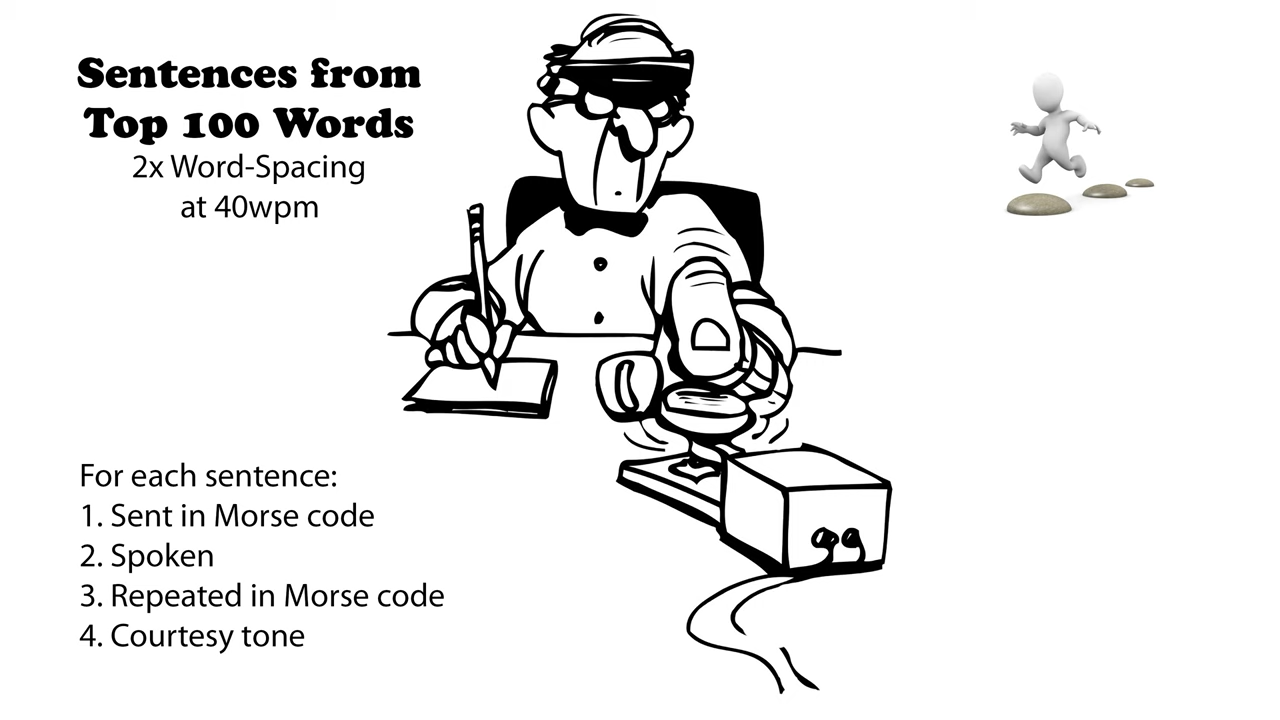 Sentences from
Top 100 Words
2x Word-Spacing
at 40wpm
For each sentence:
1. Sent in Morse code
2. Spoken
3. Repeated in Morse code
4. Courtesy tone